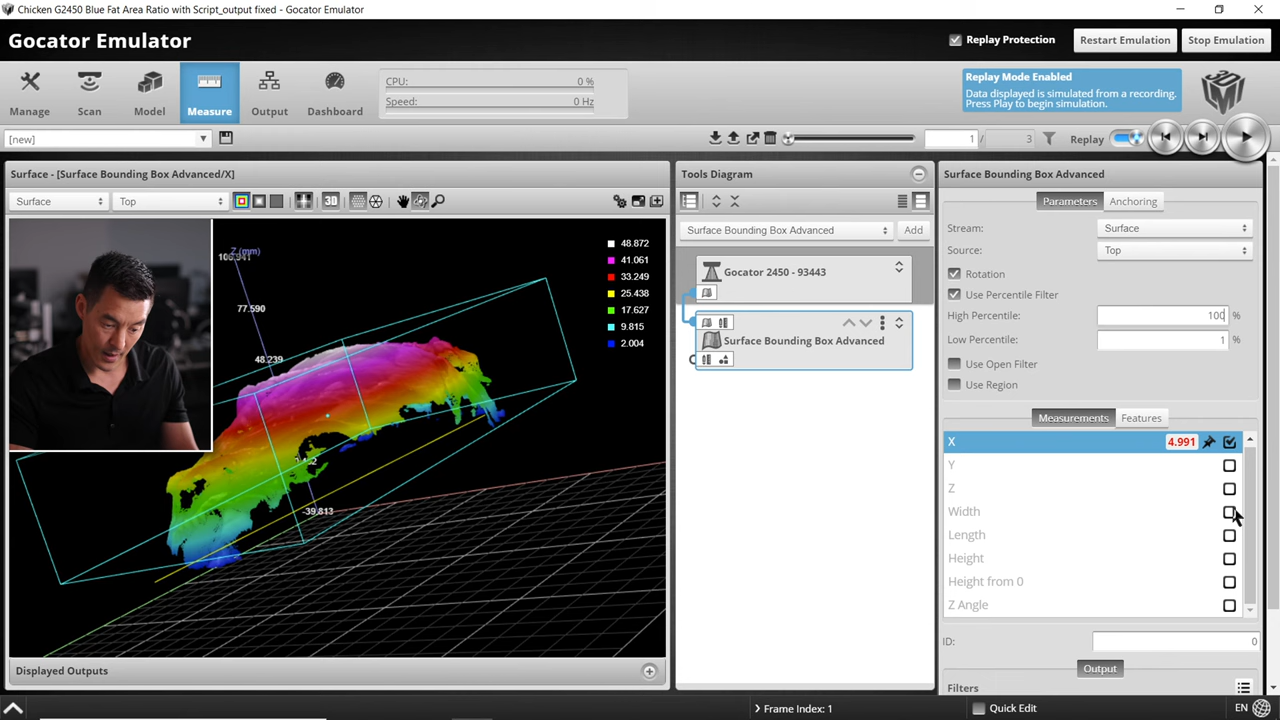 Chicken G2450 Blue Fat Area Ratio with Script_output fixed - Gocator Emulator
Gocator Emulator
Replay Protection
Restart Emulation
Stop Emulation
Manage
Scan
Model
Measure
Output
Dashboard
CPU: 0 %
Speed: 0 Hz
Replay Mode Enabled
Data displayed is simulated from a recording.
Press Play to begin simulation.
[new]
1 / 3
Replay
Surface - [Surface Bounding Box Advanced/X]
Surface
Top
Z (mm)
77.590
48.239
-39.813
48.872
41.061
33.249
25.438
17.627
9.815
2.004
Displayed Outputs
Tools Diagram
Surface Bounding Box Advanced
Add
Gocator 2450 - 93443
Surface Bounding Box Advanced
Surface Bounding Box Advanced
Parameters
Anchoring
Stream: Surface
Source: Top
Rotation
Use Percentile Filter
High Percentile: 100 %
Low Percentile: 1 %
Use Open Filter
Use Region
Measurements
Features
X 4.991
Y
Z
Width
Length
Height
Height from 0
Z Angle
ID: 0
Output
Filters
Frame Index: 1
Quick Edit
EN